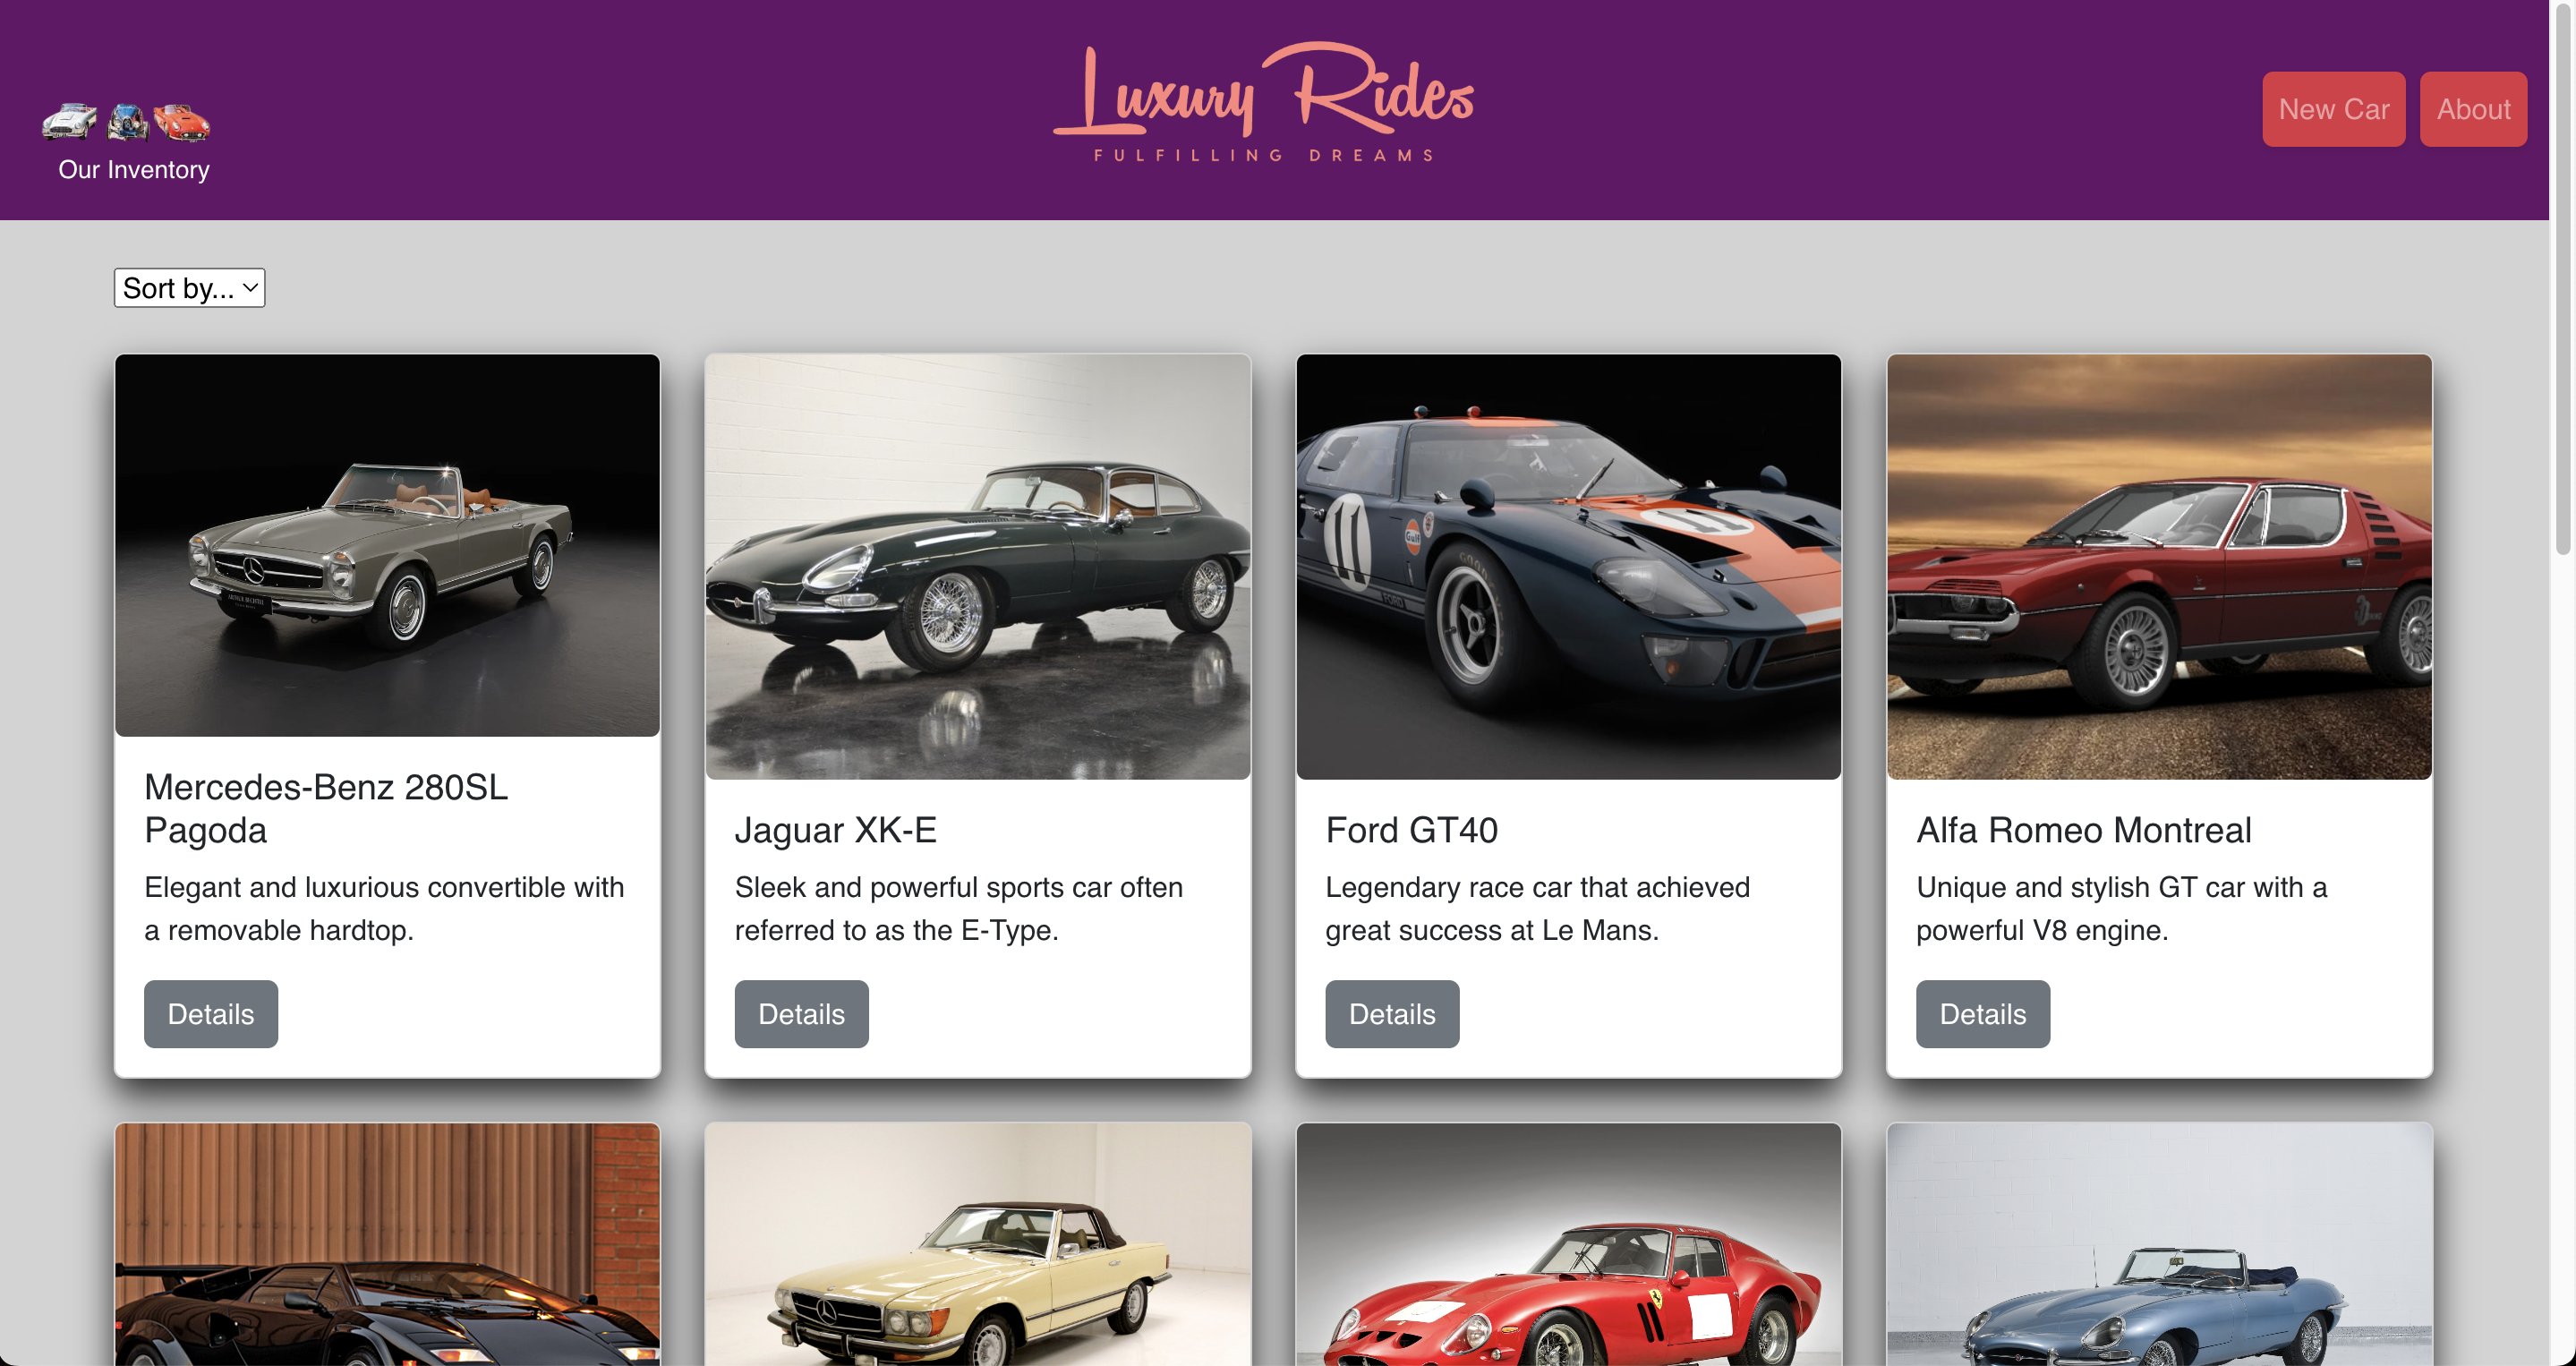 Luxury Rides
FULFILLING DREAMS
New Car
About
Our Inventory
Sort by...
11
11
Gulf
Mercedes-Benz 280SL
Pagoda
Elegant and luxurious convertible with
a removable hardtop.
Details
Jaguar XK-E
Sleek and powerful sports car often
referred to as the E-Type.
Details
Ford GT40
Legendary race car that achieved
great success at Le Mans.
Details
Alfa Romeo Montreal
Unique and stylish GT car with a
powerful V8 engine.
Details